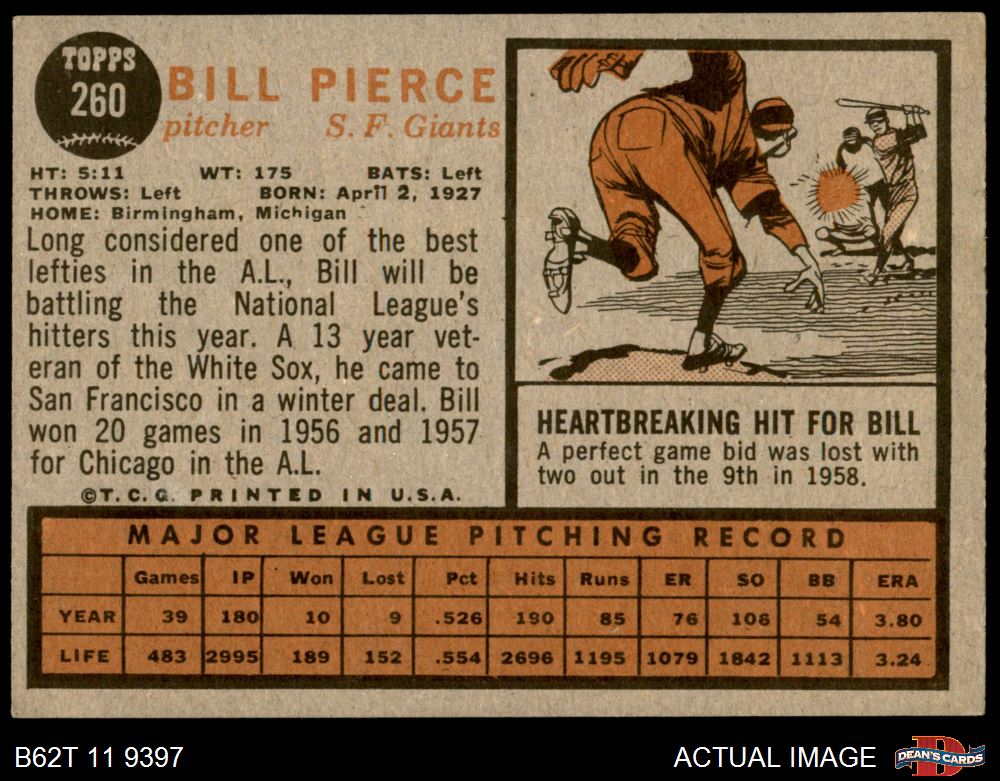 TOPPS
260
BILL PIERCE
pitcher S. F. Giants
HT: 5:11 WT: 175 BATS: Left
THROWS: Left BORN: April 2, 1927
HOME: Birmingham, Michigan
Long considered one of the best
lefties in the A.L., Bill will be
battling the National League's
hitters this year. A 13 year vet-
eran of the White Sox, he came to
San Francisco in a winter deal. Bill
won 20 games in 1956 and 1957
for Chicago in the A.L.
©T.C.G. PRINTED IN U.S.A.
HEARTBREAKING HIT FOR BILL
A perfect game bid was lost with
two out in the 9th in 1958.
MAJOR LEAGUE PITCHING RECORD
Games IP Won Lost Pct Hits Runs ER SO BB ERA
YEAR 39 180 10 9 .526 190 85 76 106 54 3.80
LIFE 483 2995 189 152 .554 2696 1195 1079 1842 1113 3.24
B62T 11 9397
ACTUAL IMAGE
D
DEAN'S CARDS